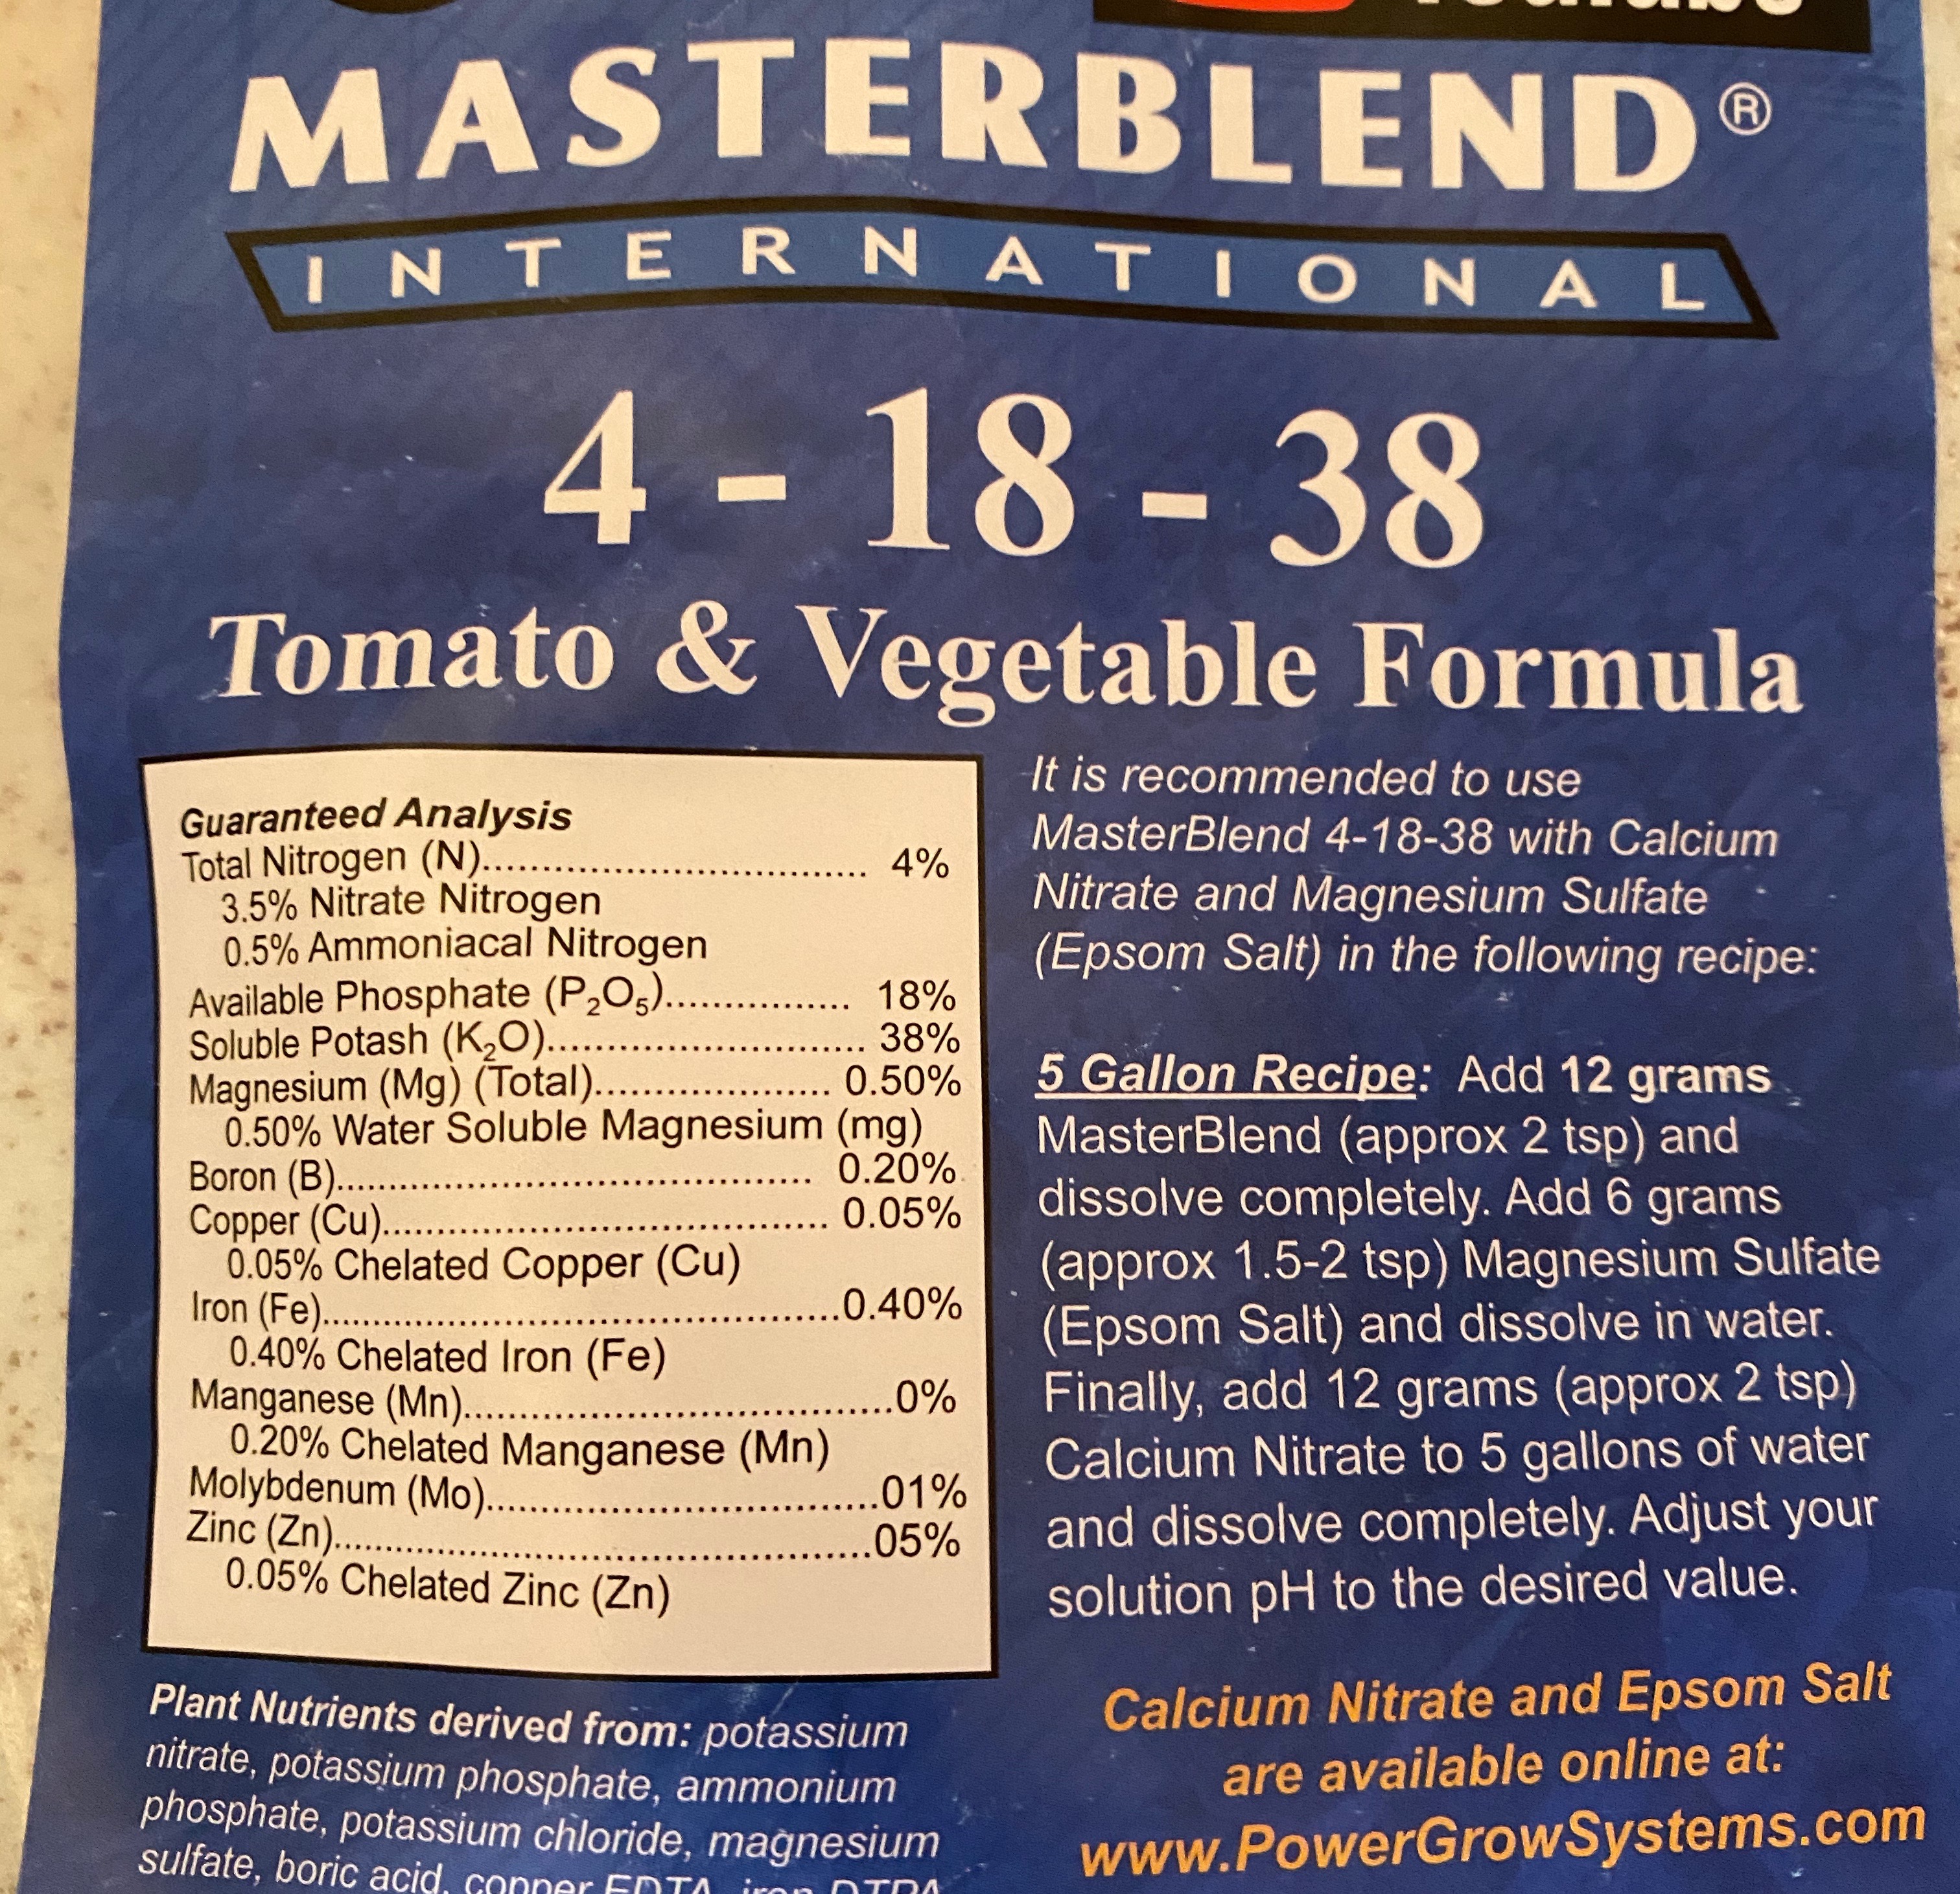 MASTERBLEND®
INTERNATIONAL
4 - 18 - 38
Tomato & Vegetable Formula
Guaranteed Analysis
Total Nitrogen (N)................................. 4%
3.5% Nitrate Nitrogen
0.5% Ammoniacal Nitrogen
Available Phosphate (P₂O₅)................ 18%
Soluble Potash (K₂O)........................... 38%
Magnesium (Mg) (Total).................... 0.50%
0.50% Water Soluble Magnesium (mg)
Boron (B)........................................ 0.20%
Copper (Cu)...................................... 0.05%
0.05% Chelated Copper (Cu)
Iron (Fe)............................................0.40%
0.40% Chelated Iron (Fe)
Manganese (Mn).....................................0%
0.20% Chelated Manganese (Mn)
Molybdenum (Mo)..................................01%
Zinc (Zn)..............................................05%
0.05% Chelated Zinc (Zn)
Plant Nutrients derived from: potassium
nitrate, potassium phosphate, ammonium
phosphate, potassium chloride, magnesium
sulfate, boric acid, copper EDTA, iron DTPA
It is recommended to use
MasterBlend 4-18-38 with Calcium
Nitrate and Magnesium Sulfate
(Epsom Salt) in the following recipe:
5 Gallon Recipe: Add 12 grams
MasterBlend (approx 2 tsp) and
dissolve completely. Add 6 grams
(approx 1.5-2 tsp) Magnesium Sulfate
(Epsom Salt) and dissolve in water.
Finally, add 12 grams (approx 2 tsp)
Calcium Nitrate to 5 gallons of water
and dissolve completely. Adjust your
solution pH to the desired value.
Calcium Nitrate and Epsom Salt
are available online at:
www.PowerGrowSystems.com